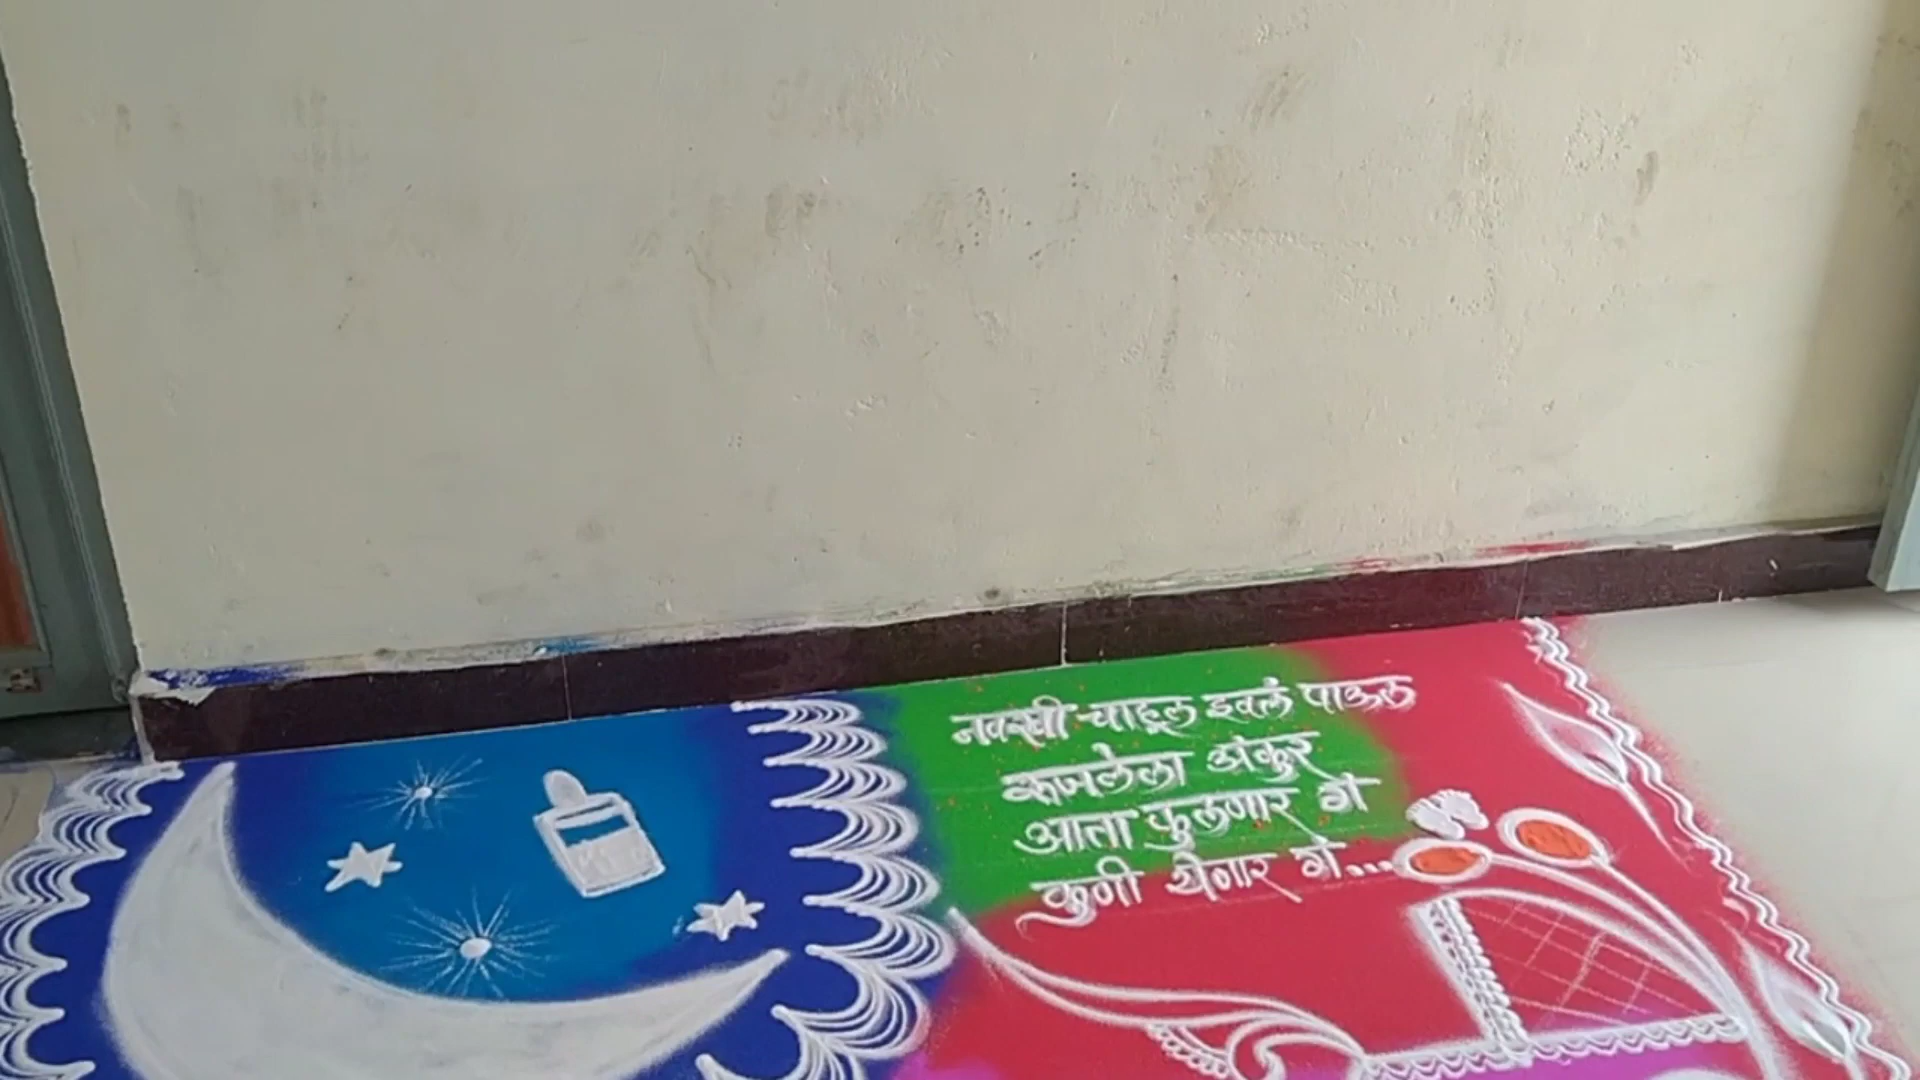 नवखी चाहूल इवलं पाऊल
रूजलेला अंकुर
आता फुलणार गं
कुणी येणार गं...